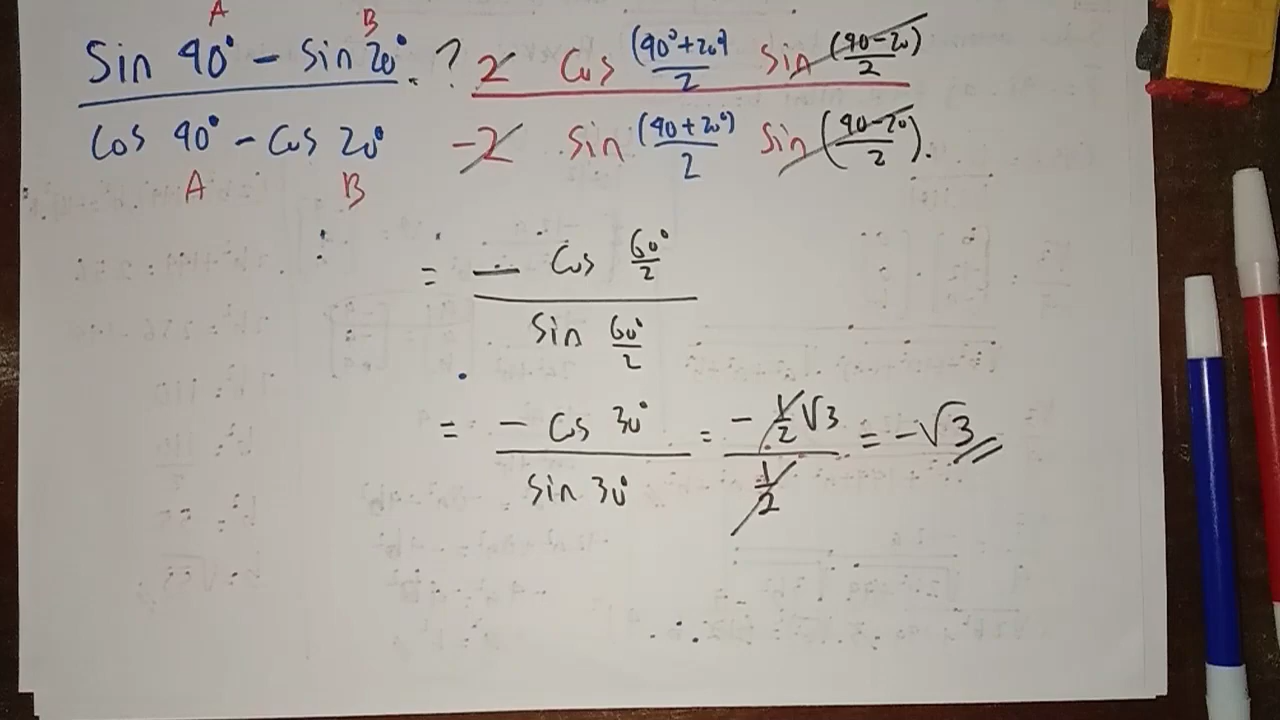 A B
Sin 40° - Sin 20° ? 2 Cos (40°+20°)/2 Sin (40-20)/2
Cos 40° - Cos 20° -2 Sin (40+20°)/2 Sin (40-20)/2.
A B
= - Cos 60°/2
Sin 60°/2
= - Cos 30° = - 1/2 √3 = -√3
Sin 30° 1/2